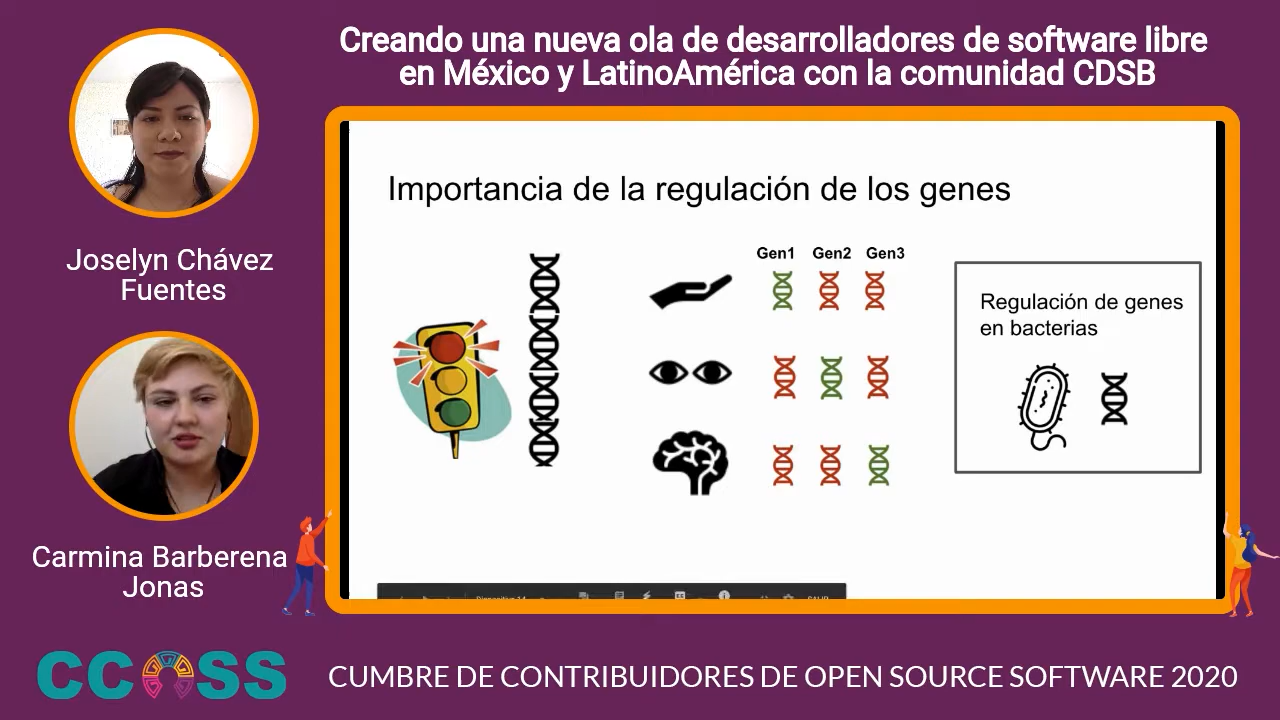 Creando una nueva ola de desarrolladores de software libre
en México y LatinoAmérica con la comunidad CDSB
Joselyn Chávez
Fuentes
Carmina Barberena
Jonas
Importancia de la regulación de los genes
Gen1 Gen2 Gen3
Regulación de genes
en bacterias
CCOSS
CUMBRE DE CONTRIBUIDORES DE OPEN SOURCE SOFTWARE 2020